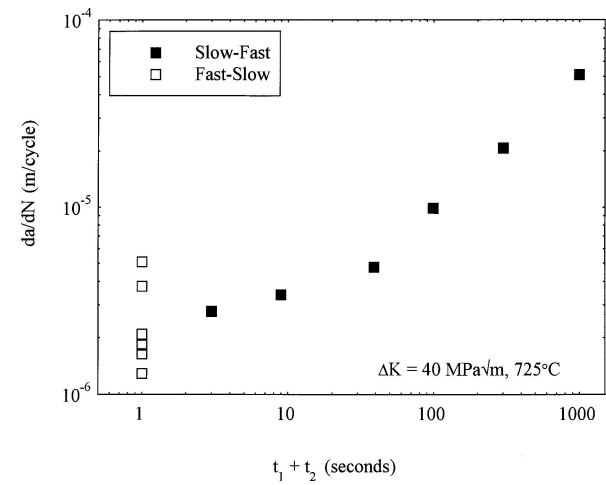 10⁻⁴
Slow-Fast
Fast-Slow
da/dN (m/cycle)
10⁻⁵
ΔK = 40 MPa√m, 725°C
10⁻⁶
1 10 100 1000
t₁ + t₂ (seconds)